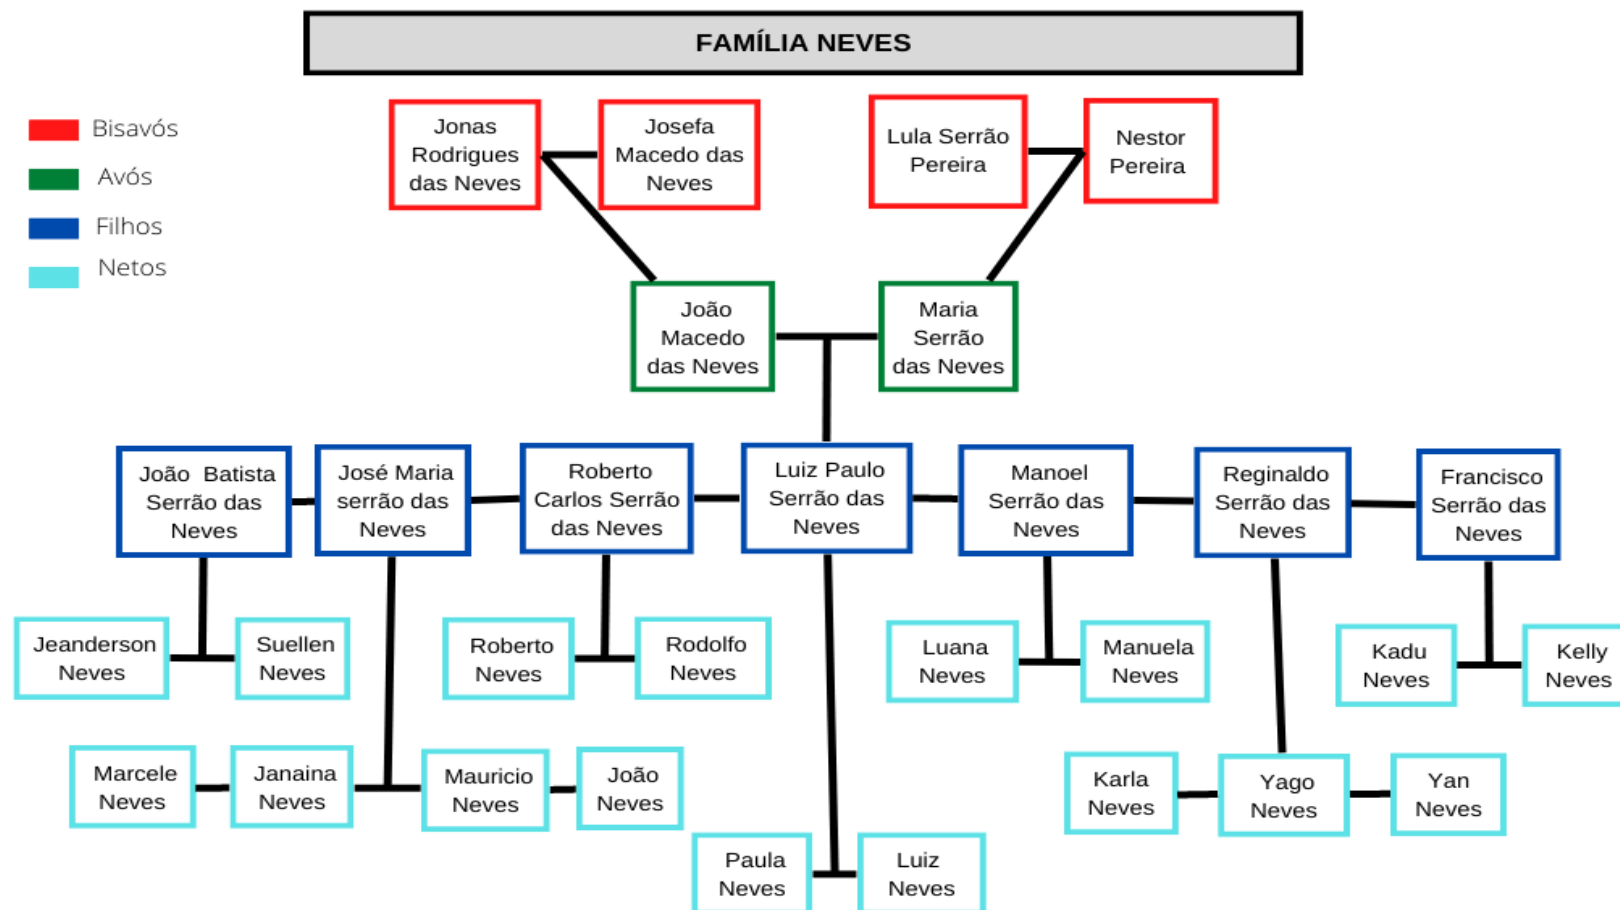 FAMÍLIA NEVES
Bisavós
Avós
Filhos
Netos
Jonas
Rodrigues
das Neves
Josefa
Macedo das
Neves
Lula Serrão
Pereira
Nestor
Pereira
João
Macedo
das Neves
Maria
Serrão
das Neves
João Batista
Serrão das
Neves
José Maria
serrão das
Neves
Roberto
Carlos Serrão
das Neves
Luiz Paulo
Serrão das
Neves
Manoel
Serrão das
Neves
Reginaldo
Serrão das
Neves
Francisco
Serrão das
Neves
Jeanderson
Neves
Suellen
Neves
Roberto
Neves
Rodolfo
Neves
Luana
Neves
Manuela
Neves
Kadu
Neves
Kelly
Neves
Marcele
Neves
Janaina
Neves
Mauricio
Neves
João
Neves
Karla
Neves
Yago
Neves
Yan
Neves
Paula
Neves
Luiz
Neves